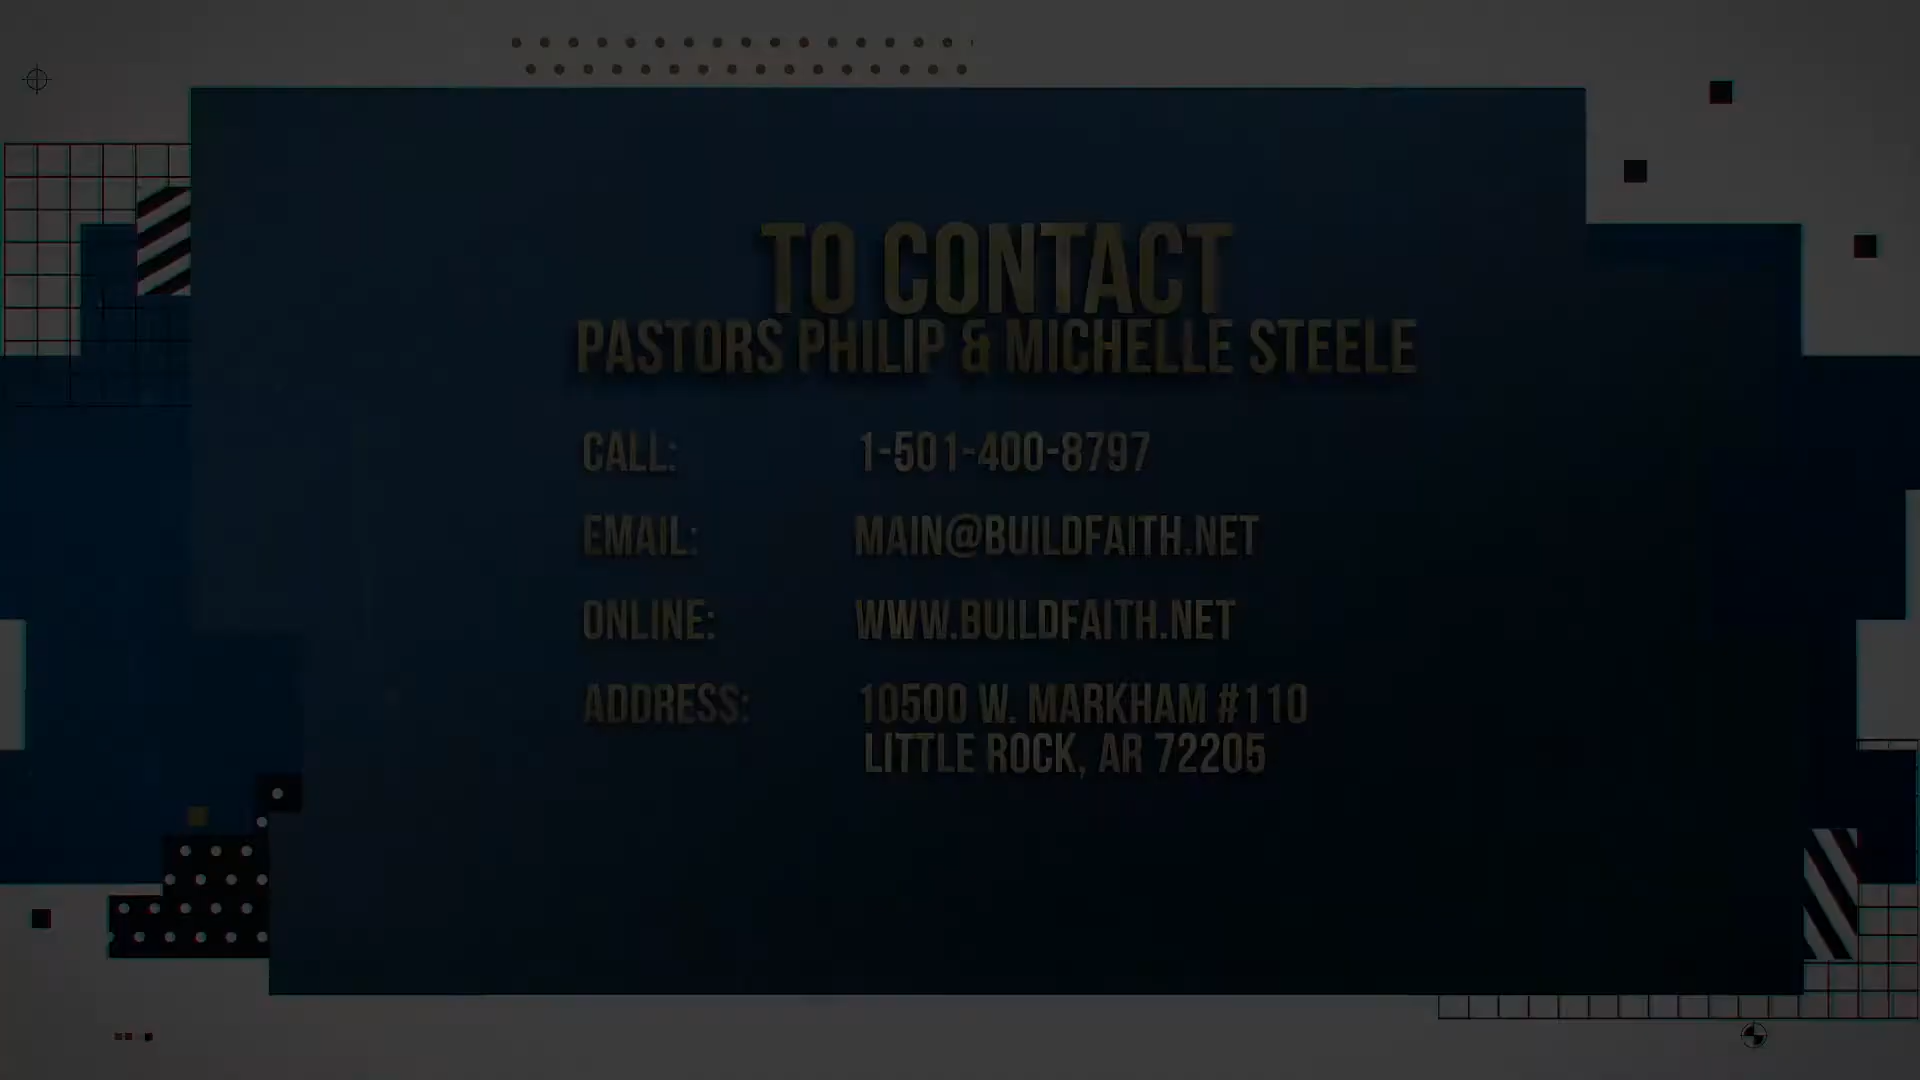 TO CONTACT
PASTORS PHILIP & MICHELLE STEELE
CALL: 1-501-400-8797
EMAIL: MAIN@BUILDFAITH.NET
ONLINE: WWW.BUILDFAITH.NET
ADDRESS: 10500 W. MARKHAM #110
LITTLE ROCK, AR 72205